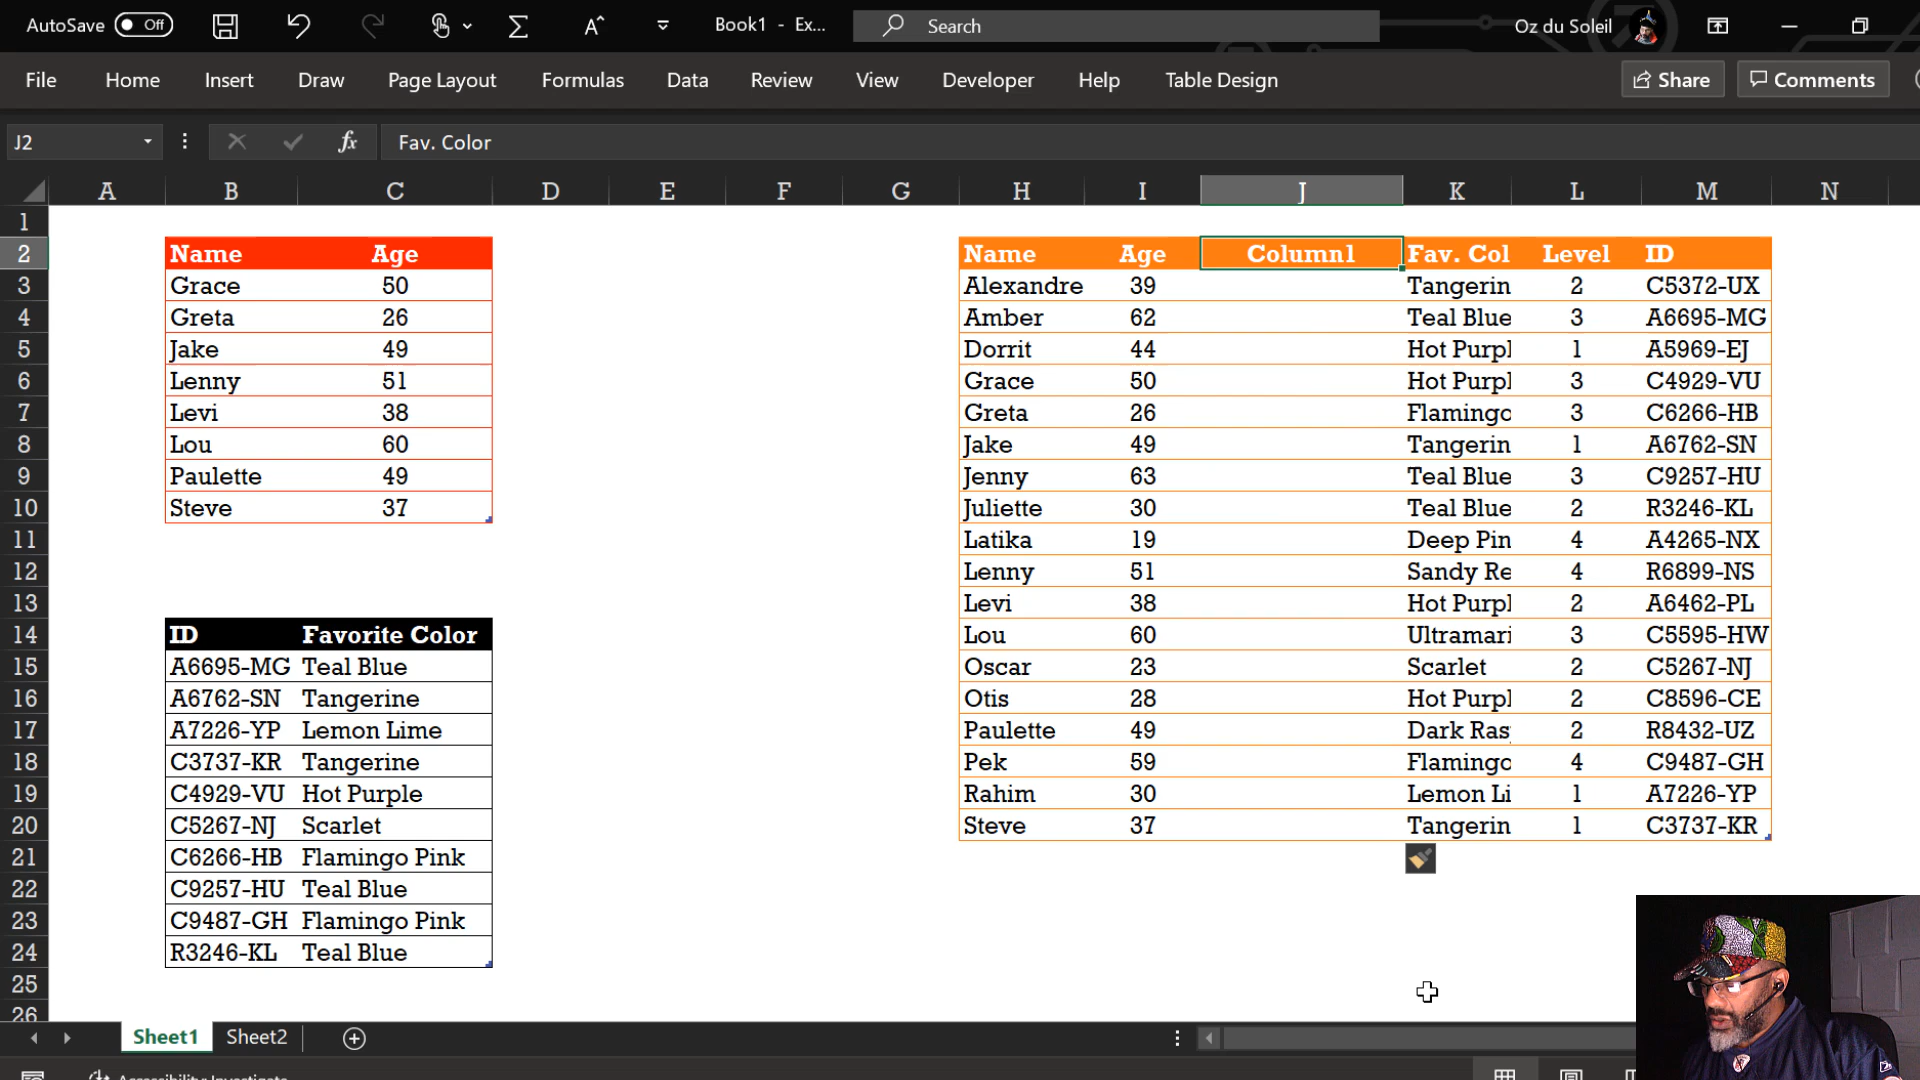 AutoSave Off Book1 - Ex... Search Oz du Soleil
File Home Insert Draw Page Layout Formulas Data Review View Developer Help Table Design Share Comments
J2 fx Fav. Color
A B C D E F G H I J K L M N
1
2 Name Age Name Age Column1 Fav. Col Level ID
3 Grace 50 Alexandre 39 Tangerin 2 C5372-UX
4 Greta 26 Amber 62 Teal Blue 3 A6695-MG
5 Jake 49 Dorrit 44 Hot Purpl 1 A5969-EJ
6 Lenny 51 Grace 50 Hot Purpl 3 C4929-VU
7 Levi 38 Greta 26 Flamingo 3 C6266-HB
8 Lou 60 Jake 49 Tangerin 1 A6762-SN
9 Paulette 49 Jenny 63 Teal Blue 3 C9257-HU
10 Steve 37 Juliette 30 Teal Blue 2 R3246-KL
11 Latika 19 Deep Pin 4 A4265-NX
12 Lenny 51 Sandy Re 4 R6899-NS
13 Levi 38 Hot Purpl 2 A6462-PL
14 ID Favorite Color Lou 60 Ultramari 3 C5595-HW
15 A6695-MG Teal Blue Oscar 23 Scarlet 2 C5267-NJ
16 A6762-SN Tangerine Otis 28 Hot Purpl 2 C8596-CE
17 A7226-YP Lemon Lime Paulette 49 Dark Ras 2 R8432-UZ
18 C3737-KR Tangerine Pek 59 Flamingo 4 C9487-GH
19 C4929-VU Hot Purple Rahim 30 Lemon Li 1 A7226-YP
20 C5267-NJ Scarlet Steve 37 Tangerin 1 C3737-KR
21 C6266-HB Flamingo Pink
22 C9257-HU Teal Blue
23 C9487-GH Flamingo Pink
24 R3246-KL Teal Blue
25
26
Sheet1 Sheet2